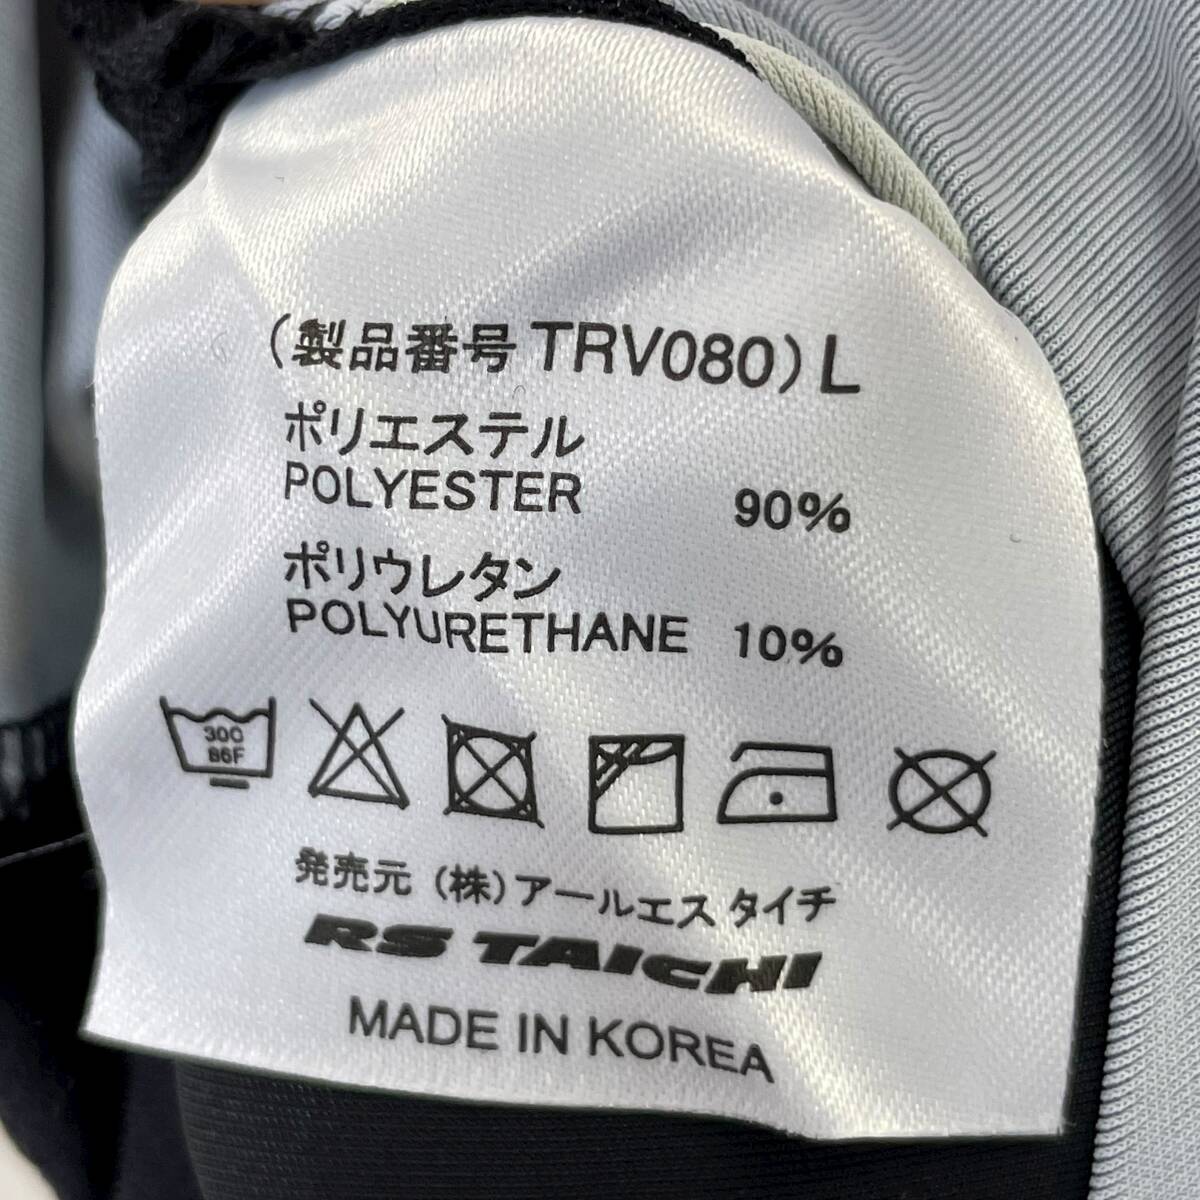 (製品番号 TRV080) L
ポリエステル
POLYESTER 90%
ポリウレタン
POLYURETHANE 10%
30C
86F
発売元 (株)アールエス タイチ
RS TAICHI
MADE IN KOREA